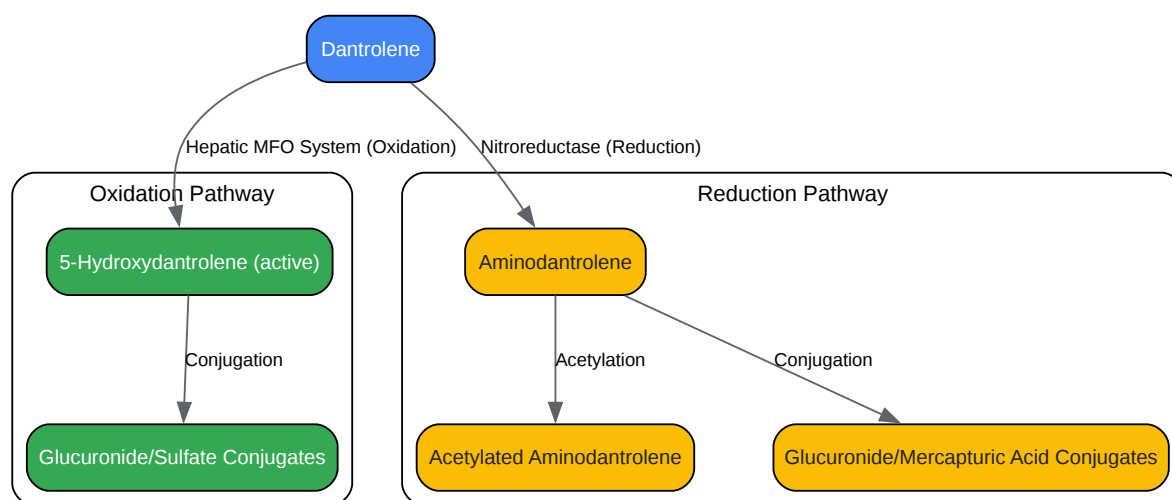 Dantrolene
Hepatic MFO System (Oxidation)
Nitroreductase (Reduction)
Oxidation Pathway
Reduction Pathway
5-Hydroxydantrolene (active)
Aminodantrolene
Conjugation
Acetylation
Conjugation
Glucuronide/Sulfate Conjugates
Acetylated Aminodantrolene
Glucuronide/Mercapturic Acid Conjugates